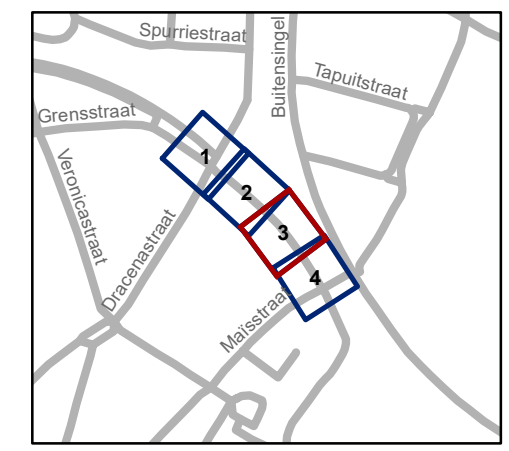 Spurriestraat
Buitensingel
Tapuitstraat
Grensstraat
Veronicastraat
Dracenastraat
Maïsstraat
1
2
3
4